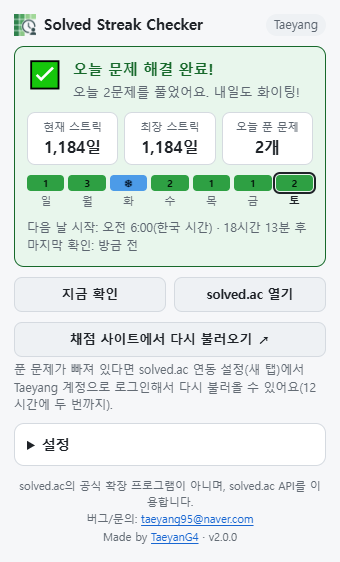 Solved Streak Checker
Taeyang
오늘 문제 해결 완료!
오늘 2문제를 풀었어요. 내일도 화이팅!
현재 스트릭 최장 스트릭 오늘 푼 문제
1,184일 1,184일 2개
1 3 ❄ 2 1 1 2
일 월 화 수 목 금 토
다음 날 시작: 오전 6:00(한국 시간) · 18시간 13분 후
마지막 확인: 방금 전
지금 확인 solved.ac 열기
채점 사이트에서 다시 불러오기 ↗
푼 문제가 빠져 있다면 solved.ac 연동 설정(새 탭)에서
Taeyang 계정으로 로그인해서 다시 불러올 수 있어요(12
시간에 두 번까지).
▶ 설정
solved.ac의 공식 확장 프로그램이 아니며, solved.ac API를 이
용합니다.
버그/문의: taeyang95@naver.com
Made by TaeyanG4 · v2.0.0